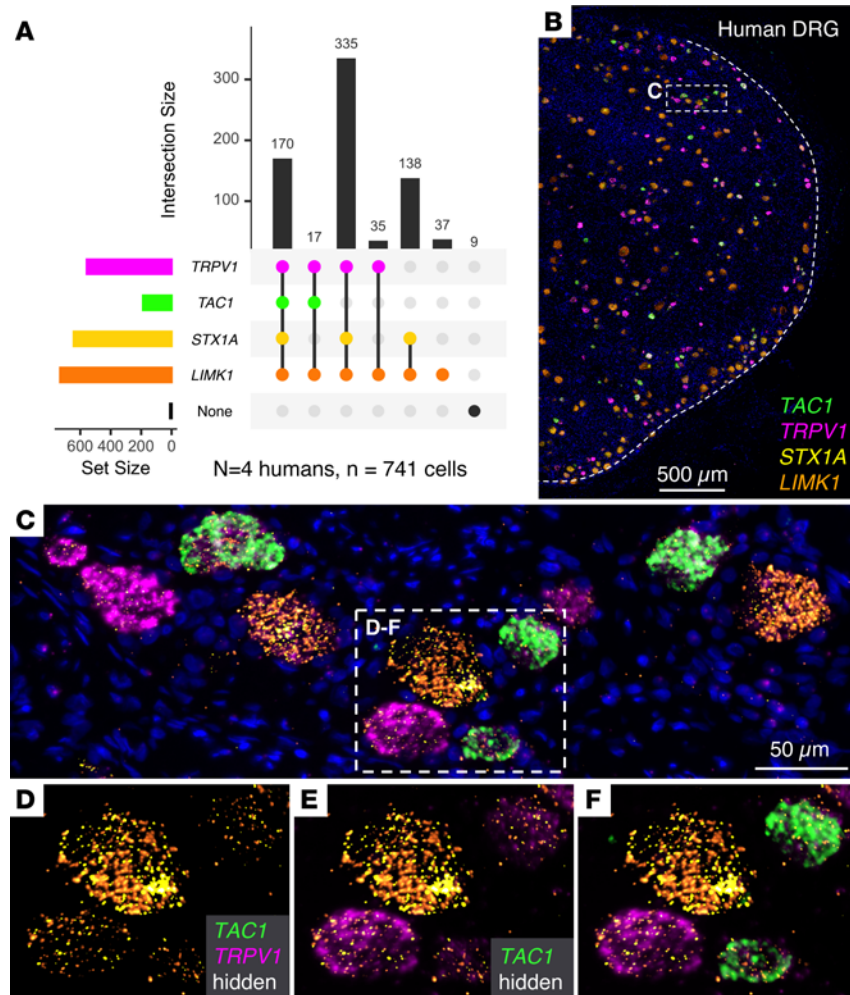 A
Intersection Size
300
200
100
170
17
335
35
138
37
9
TRPV1
TAC1
STX1A
LIMK1
None
600 400 200 0
Set Size
N=4 humans, n = 741 cells
B
Human DRG
C
TAC1
TRPV1
STX1A
LIMK1
500 µm
C
D-F
50 µm
D
TAC1
TRPV1
hidden
E
TAC1
hidden
F